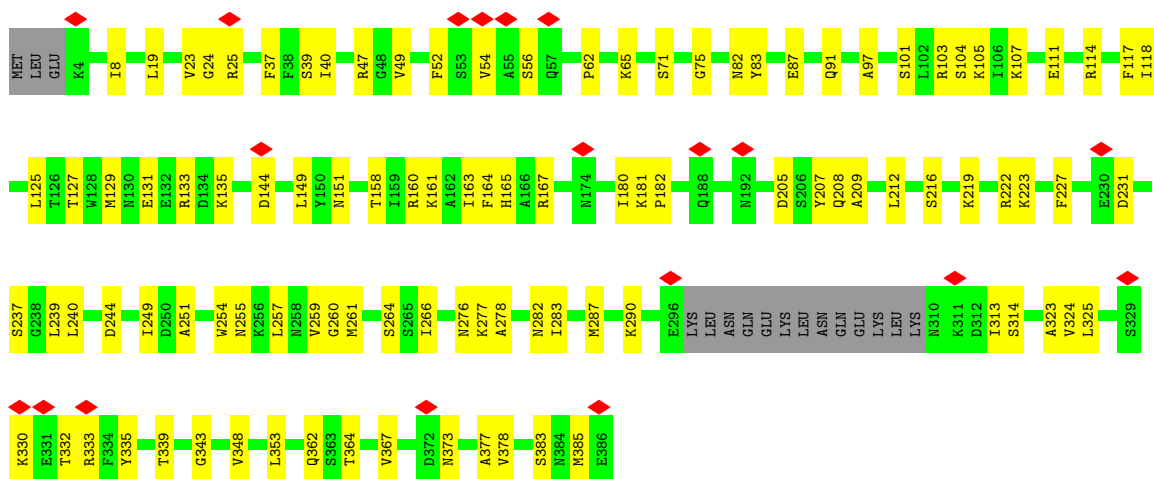 MET LEU GLU K4 I8 L19 V23 G24 R25 F37 F38 S39 I40 R47 G48 V49 F52 S53 V54 A55 S56 Q57 P62 K65 S71 G75 N82 Y83 E87 Q91 A97 S101 L102 R103 S104 K105 I106 K107 E111 R114 F117 I118
L125 T126 T127 W128 M129 N130 E131 E132 R133 D134 K135 D144 L149 Y150 N151 T158 I159 R160 K161 A162 I163 F164 H165 A166 R167 N174 I180 K181 P182 Q188 N192 D205 S206 Y207 Q208 A209 L212 S216 K219 R222 K223 F227 E230 D231
S237 G238 L239 L240 D244 I249 D250 A251 W254 N255 K256 L257 N258 V259 G260 M261 S264 S265 I266 N276 K277 A278 N282 I283 M287 K290 E296 LYS LEU ASN GLN GLU LYS LEU ASN GLN GLU LYS LEU LYS N310 K311 D312 I313 S314 A323 V324 L325 S329
K330 E331 T332 R333 F334 Y335 T339 G343 V348 L353 Q362 S363 T364 V367 D372 N373 A377 V378 S383 N384 M385 E386